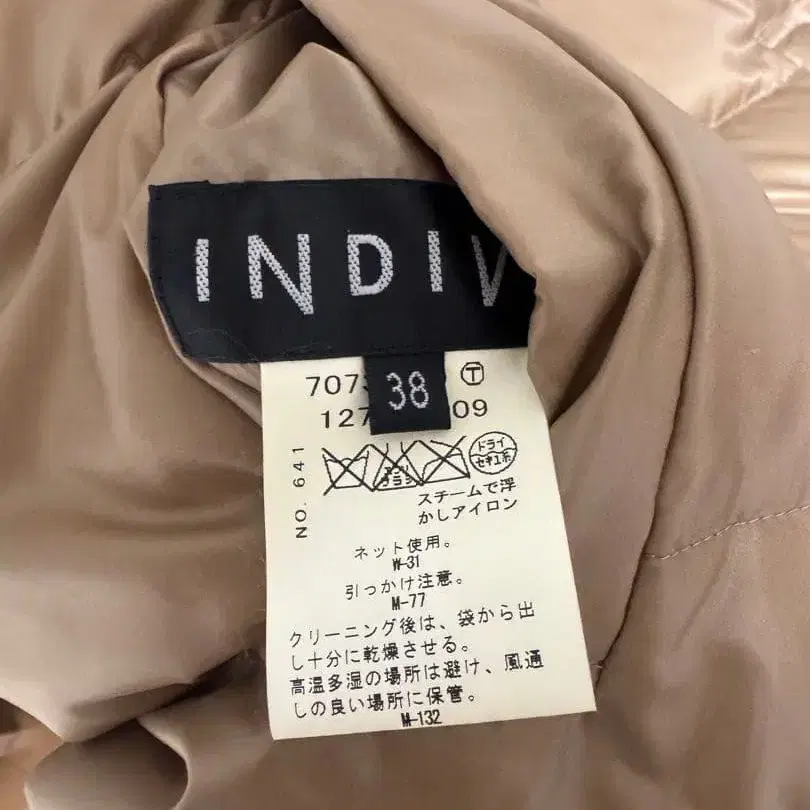 INDIV
38
707 Ⓣ
127 09
NO. 641
ドライ
セキユ系
スチームで浮
かしアイロン
ネット使用。
W-31
引っかけ注意。
M-77
クリーニング後は、袋から出
し十分に乾燥させる。
高温多湿の場所は避け、風通
しの良い場所に保管。
M-132